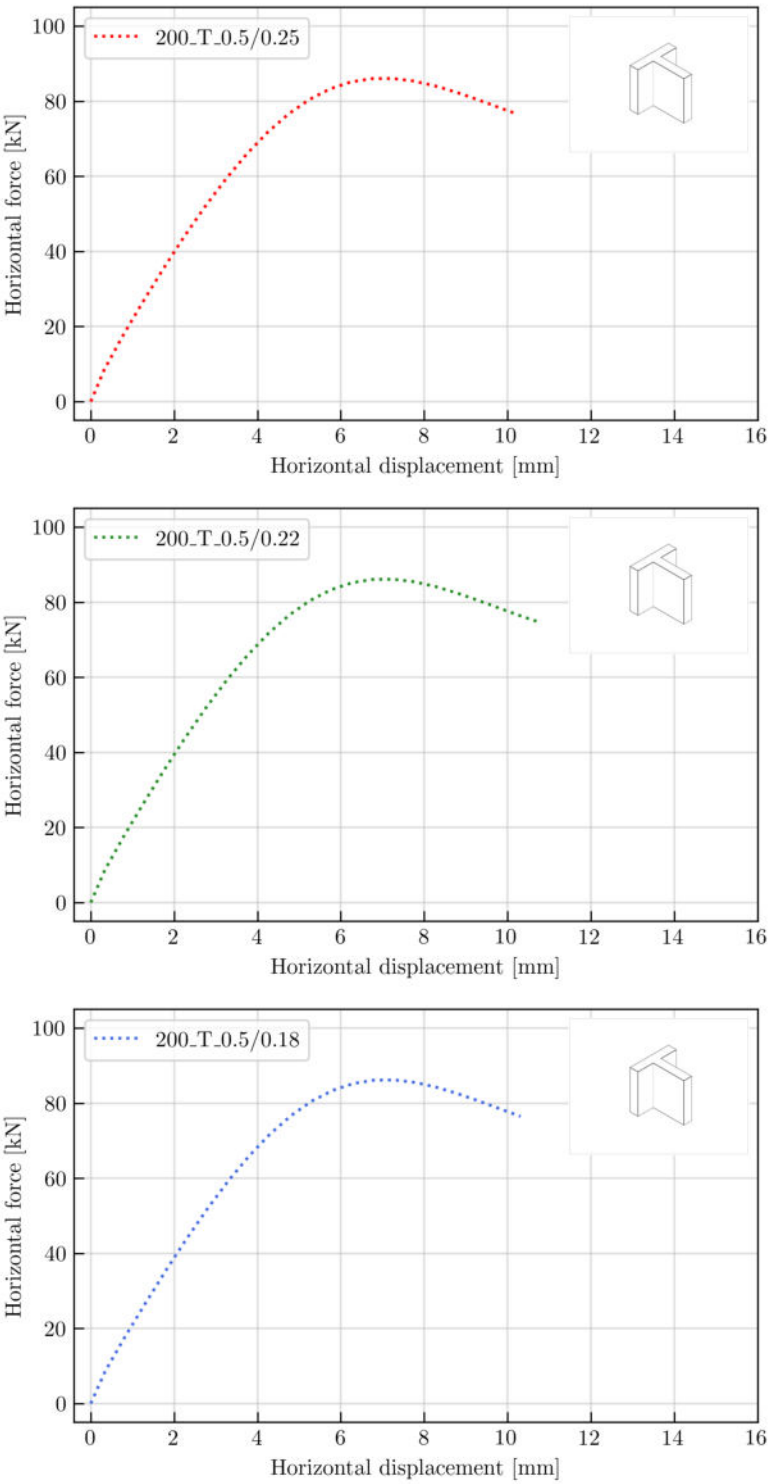 200_T_0.5/0.25
100
80
60
40
20
0
Horizontal force [kN]
0 2 4 6 8 10 12 14 16
Horizontal displacement [mm]
200_T_0.5/0.22
100
80
60
40
20
0
Horizontal force [kN]
0 2 4 6 8 10 12 14 16
Horizontal displacement [mm]
200_T_0.5/0.18
100
80
60
40
20
0
Horizontal force [kN]
0 2 4 6 8 10 12 14 16
Horizontal displacement [mm]